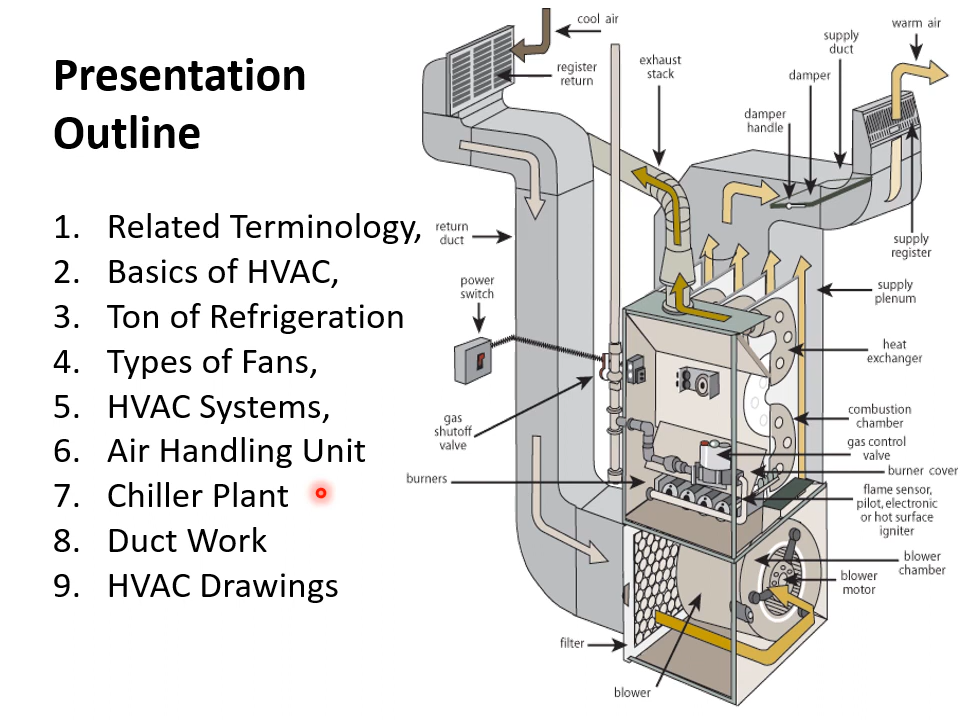 Presentation
Outline
1. Related Terminology,
2. Basics of HVAC,
3. Ton of Refrigeration
4. Types of Fans,
5. HVAC Systems,
6. Air Handling Unit
7. Chiller Plant
8. Duct Work
9. HVAC Drawings
cool air
register
return
exhaust
stack
warm air
supply
duct
damper
damper
handle
return
duct
power
switch
supply
register
supply
plenum
heat
exchanger
gas
shutoff
valve
combustion
chamber
gas control
valve
burner cover
burners
flame sensor,
pilot, electronic
or hot surface
igniter
blower
chamber
blower
motor
filter
blower